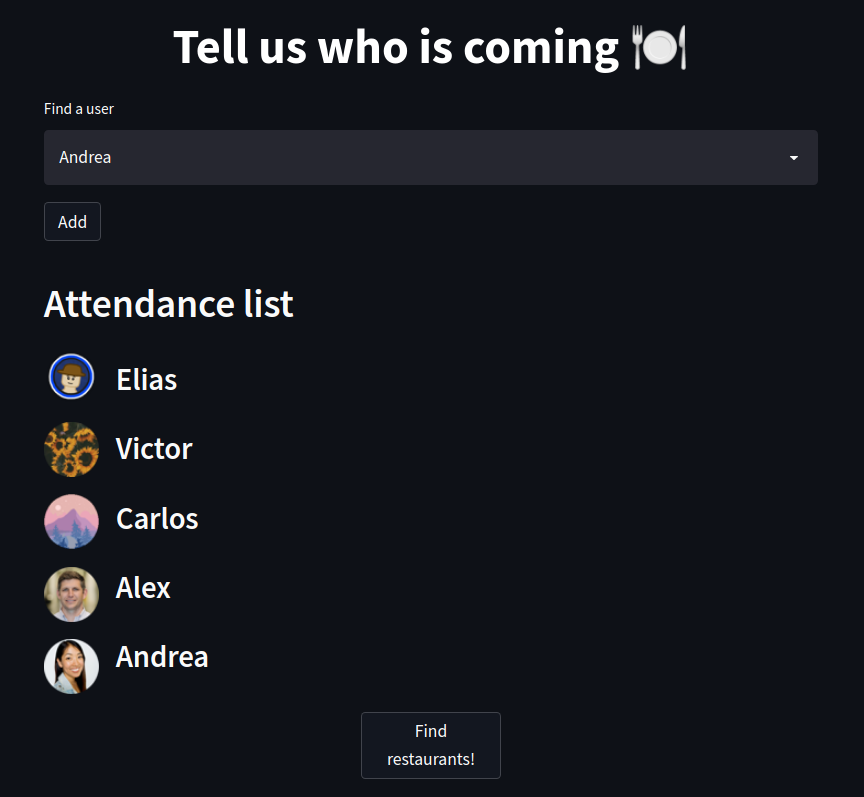 Tell us who is coming 🍽️
Find a user
Andrea
Add
Attendance list
Elias
Victor
Carlos
Alex
Andrea
Find
restaurants!